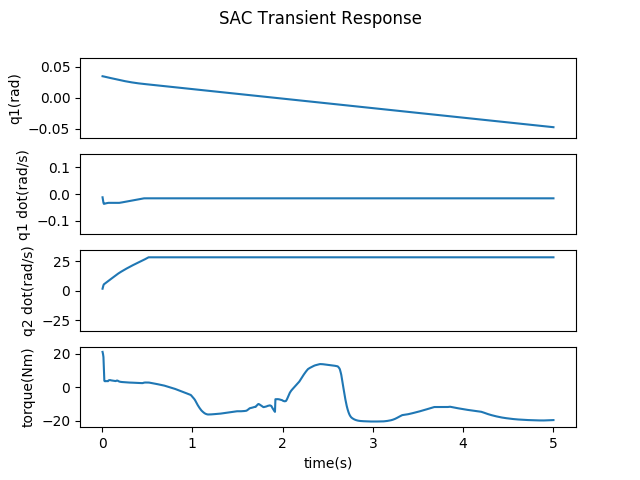 SAC Transient Response
q1(rad)
0.05
0.00
−0.05
q1 dot(rad/s)
0.1
0.0
−0.1
q2 dot(rad/s)
25
0
−25
torque(Nm)
20
0
−20
0 1 2 3 4 5
time(s)